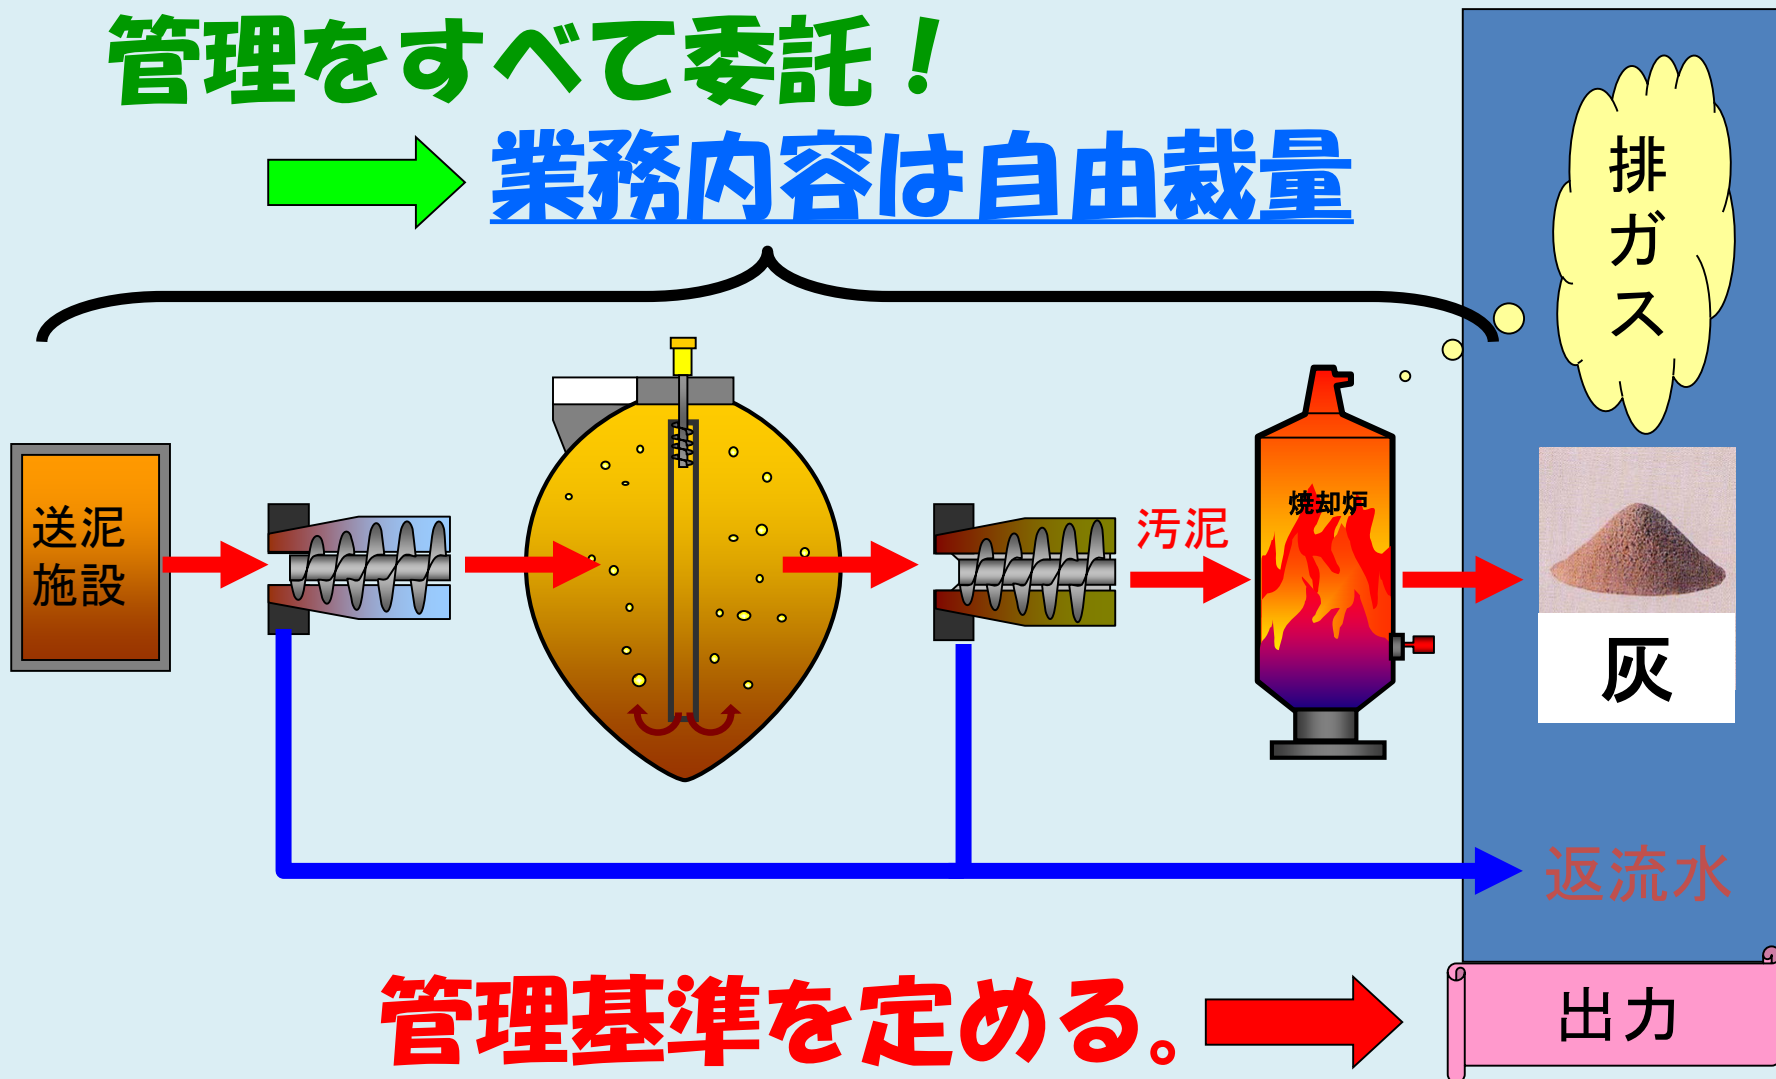 管理をすべて委託！
業務内容は自由裁量
排ガス
送泥
施設
汚泥
焼却炉
灰
返流水
管理基準を定める。
出力